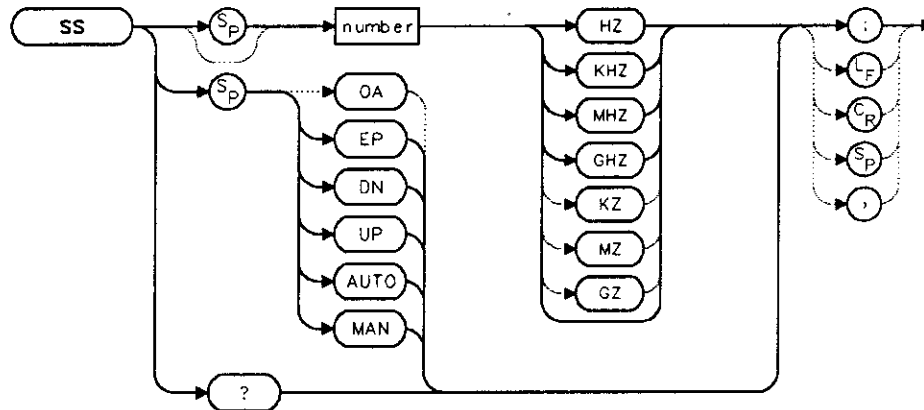 SS
SP
number
HZ
KHZ
MHZ
GHZ
KZ
MZ
GZ
;
LF
CR
SP
,
SP
OA
EP
DN
UP
AUTO
MAN
?